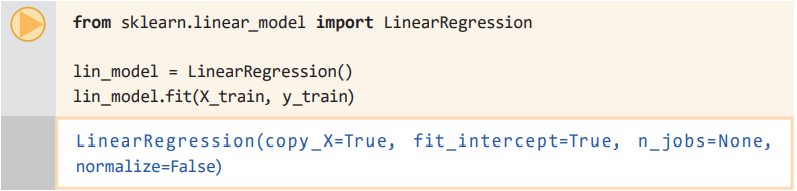 from sklearn.linear_model import LinearRegression
lin_model = LinearRegression()
lin_model.fit(X_train, y_train)
LinearRegression(copy_X=True, fit_intercept=True, n_jobs=None,
normalize=False)